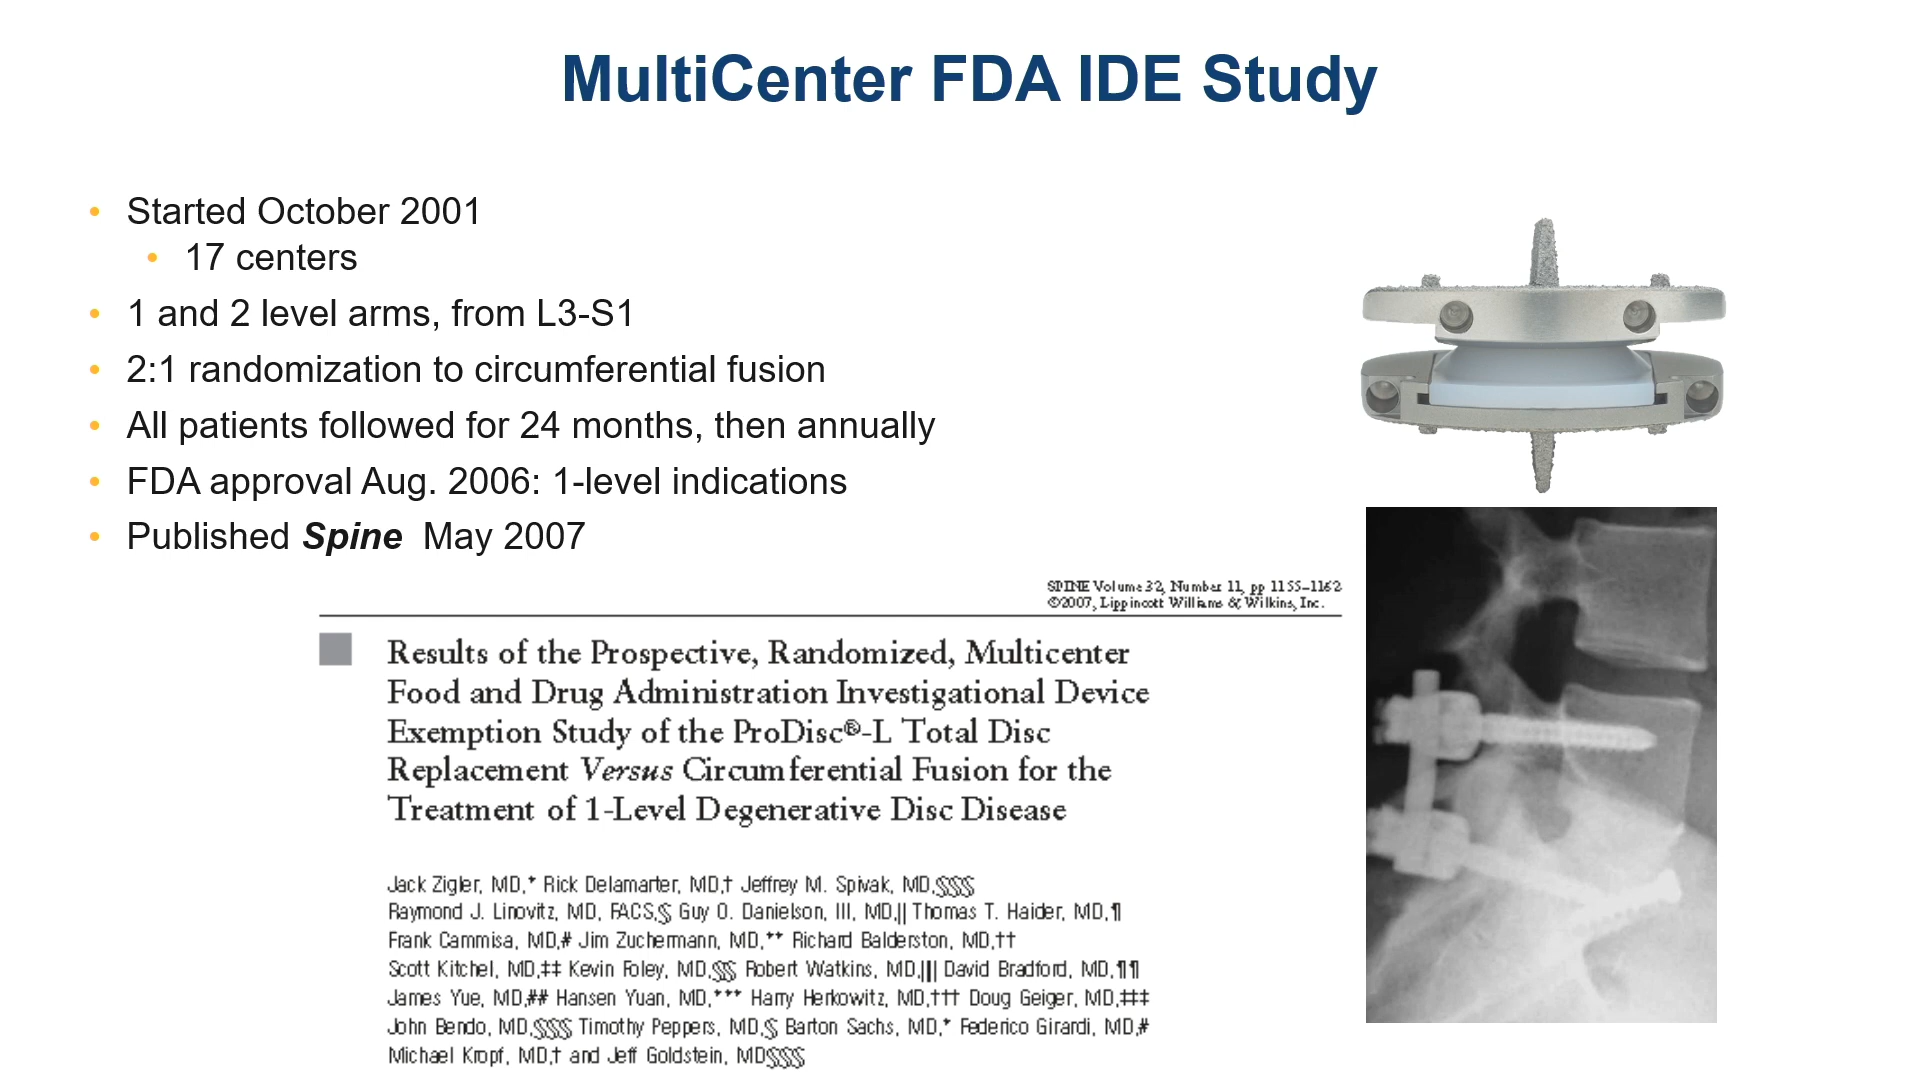 MultiCenter FDA IDE Study
• Started October 2001
• 17 centers
• 1 and 2 level arms, from L3-S1
• 2:1 randomization to circumferential fusion
• All patients followed for 24 months, then annually
• FDA approval Aug. 2006: 1-level indications
• Published Spine May 2007
SPINE Volume 32, Number 11, pp 1155–1162
©2007, Lippincott Williams & Wilkins, Inc.
Results of the Prospective, Randomized, Multicenter
Food and Drug Administration Investigational Device
Exemption Study of the ProDisc®-L Total Disc
Replacement Versus Circumferential Fusion for the
Treatment of 1-Level Degenerative Disc Disease
Jack Zigler, MD,* Rick Delamarter, MD,† Jeffrey M. Spivak, MD,§§§§
Raymond J. Linovitz, MD, FACS,§ Guy O. Danielson, III, MD,|| Thomas T. Haider, MD,¶
Frank Cammisa, MD,# Jim Zuchermann, MD,** Richard Balderston, MD,††
Scott Kitchel, MD,‡‡ Kevin Foley, MD,§§ Robert Watkins, MD,|||| David Bradford, MD,¶¶
James Yue, MD,## Hansen Yuan, MD,*** Harry Herkowitz, MD,††† Doug Geiger, MD,‡‡‡
John Bendo, MD,§§§§ Timothy Peppers, MD,§ Barton Sachs, MD,* Federico Girardi, MD,#
Michael Kropf, MD,† and Jeff Goldstein, MD§§§§